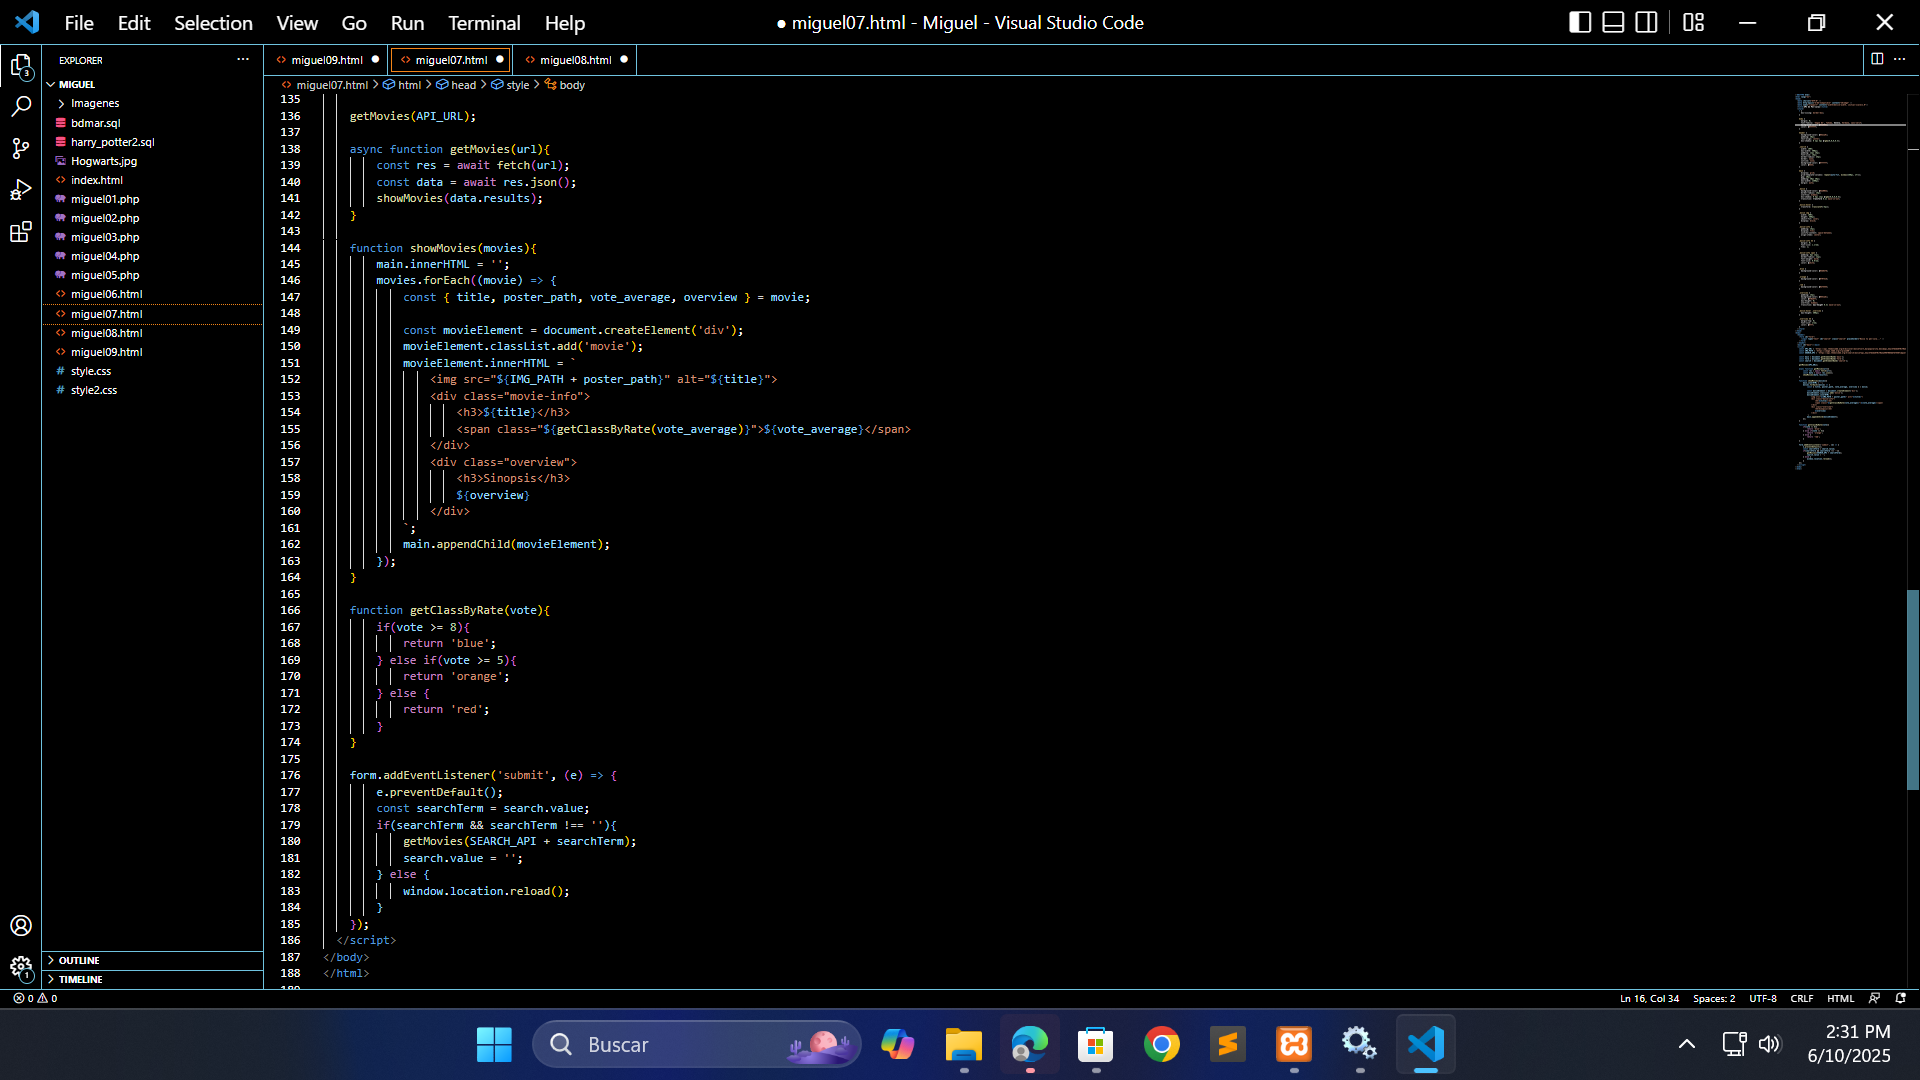 File Edit Selection View Go Run Terminal Help
● miguel07.html - Miguel - Visual Studio Code
EXPLORER
MIGUEL
Imagenes
bdmar.sql
harry_potter2.sql
Hogwarts.jpg
index.html
miguel01.php
miguel02.php
miguel03.php
miguel04.php
miguel05.php
miguel06.html
miguel07.html
miguel08.html
miguel09.html
style.css
style2.css
OUTLINE
TIMELINE
3
1
miguel09.html ● miguel07.html ● miguel08.html ●
miguel07.html > html > head > style > body
135
136 getMovies(API_URL);
137
138 async function getMovies(url){
139 const res = await fetch(url);
140 const data = await res.json();
141 showMovies(data.results);
142 }
143
144 function showMovies(movies){
145 main.innerHTML = '';
146 movies.forEach((movie) => {
147 const { title, poster_path, vote_average, overview } = movie;
148
149 const movieElement = document.createElement('div');
150 movieElement.classList.add('movie');
151 movieElement.innerHTML = `
152 <img src="${IMG_PATH + poster_path}" alt="${title}">
153 <div class="movie-info">
154 <h3>${title}</h3>
155 <span class="${getClassByRate(vote_average)}">${vote_average}</span>
156 </div>
157 <div class="overview">
158 <h3>Sinopsis</h3>
159 ${overview}
160 </div>
161 `;
162 main.appendChild(movieElement);
163 });
164 }
165
166 function getClassByRate(vote){
167 if(vote >= 8){
168 return 'blue';
169 } else if(vote >= 5){
170 return 'orange';
171 } else {
172 return 'red';
173 }
174 }
175
176 form.addEventListener('submit', (e) => {
177 e.preventDefault();
178 const searchTerm = search.value;
179 if(searchTerm && searchTerm !== ''){
180 getMovies(SEARCH_API + searchTerm);
181 search.value = '';
182 } else {
183 window.location.reload();
184 }
185 });
186 </script>
187 </body>
188 </html>
0 0
Ln 16, Col 34 Spaces: 2 UTF-8 CRLF HTML
Buscar
2:31 PM
6/10/2025